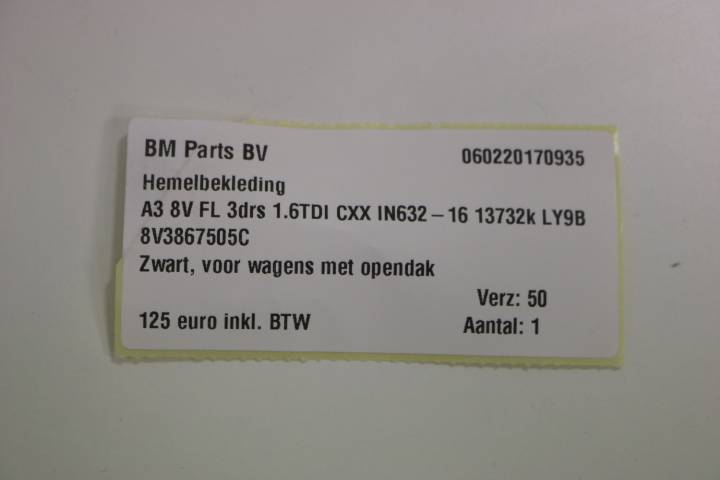 BM Parts BV 060220170935
Hemelbekleding
A3 8V FL 3drs 1.6TDI CXX IN632 – 16 13732k LY9B
8V3867505C
Zwart, voor wagens met opendak
Verz: 50
125 euro inkl. BTW Aantal: 1